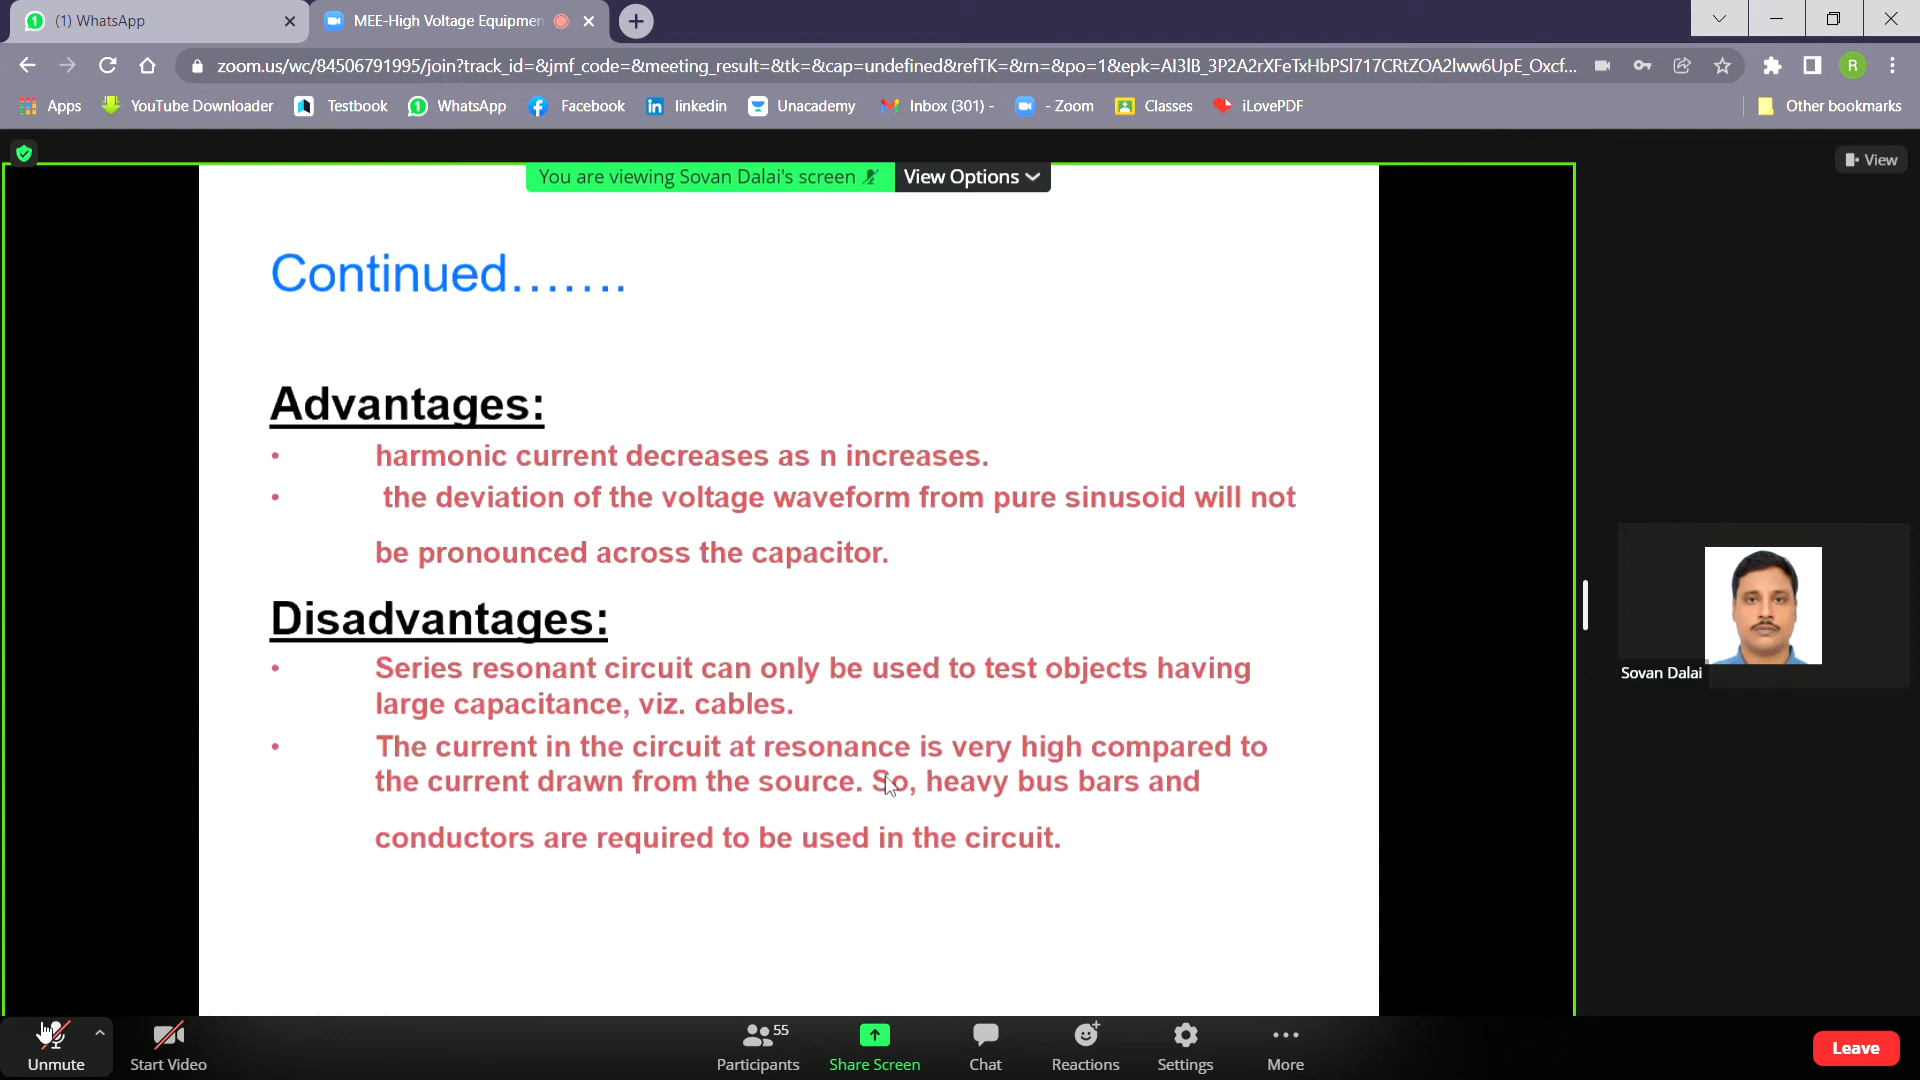 (1) WhatsApp
MEE-High Voltage Equipmen
zoom.us/wc/84506791995/join?track_id=&jmf_code=&meeting_result=&tk=&cap=undefined&refTK=&rn=&po=1&epk=AI3lB_3P2A2rXFeTxHbPSl717CRtZOA2lww6UpE_Oxcf...
R
Apps YouTube Downloader Testbook WhatsApp Facebook linkedin Unacademy Inbox (301) - - Zoom Classes iLovePDF Other bookmarks
You are viewing Sovan Dalai's screen View Options
View
Continued.......
Advantages:
• harmonic current decreases as n increases.
• the deviation of the voltage waveform from pure sinusoid will not
be pronounced across the capacitor.
Disadvantages:
• Series resonant circuit can only be used to test objects having
large capacitance, viz. cables.
• The current in the circuit at resonance is very high compared to
the current drawn from the source. So, heavy bus bars and
conductors are required to be used in the circuit.
Sovan Dalai
Unmute
Start Video
55
Participants
Share Screen
Chat
Reactions
Settings
More
Leave